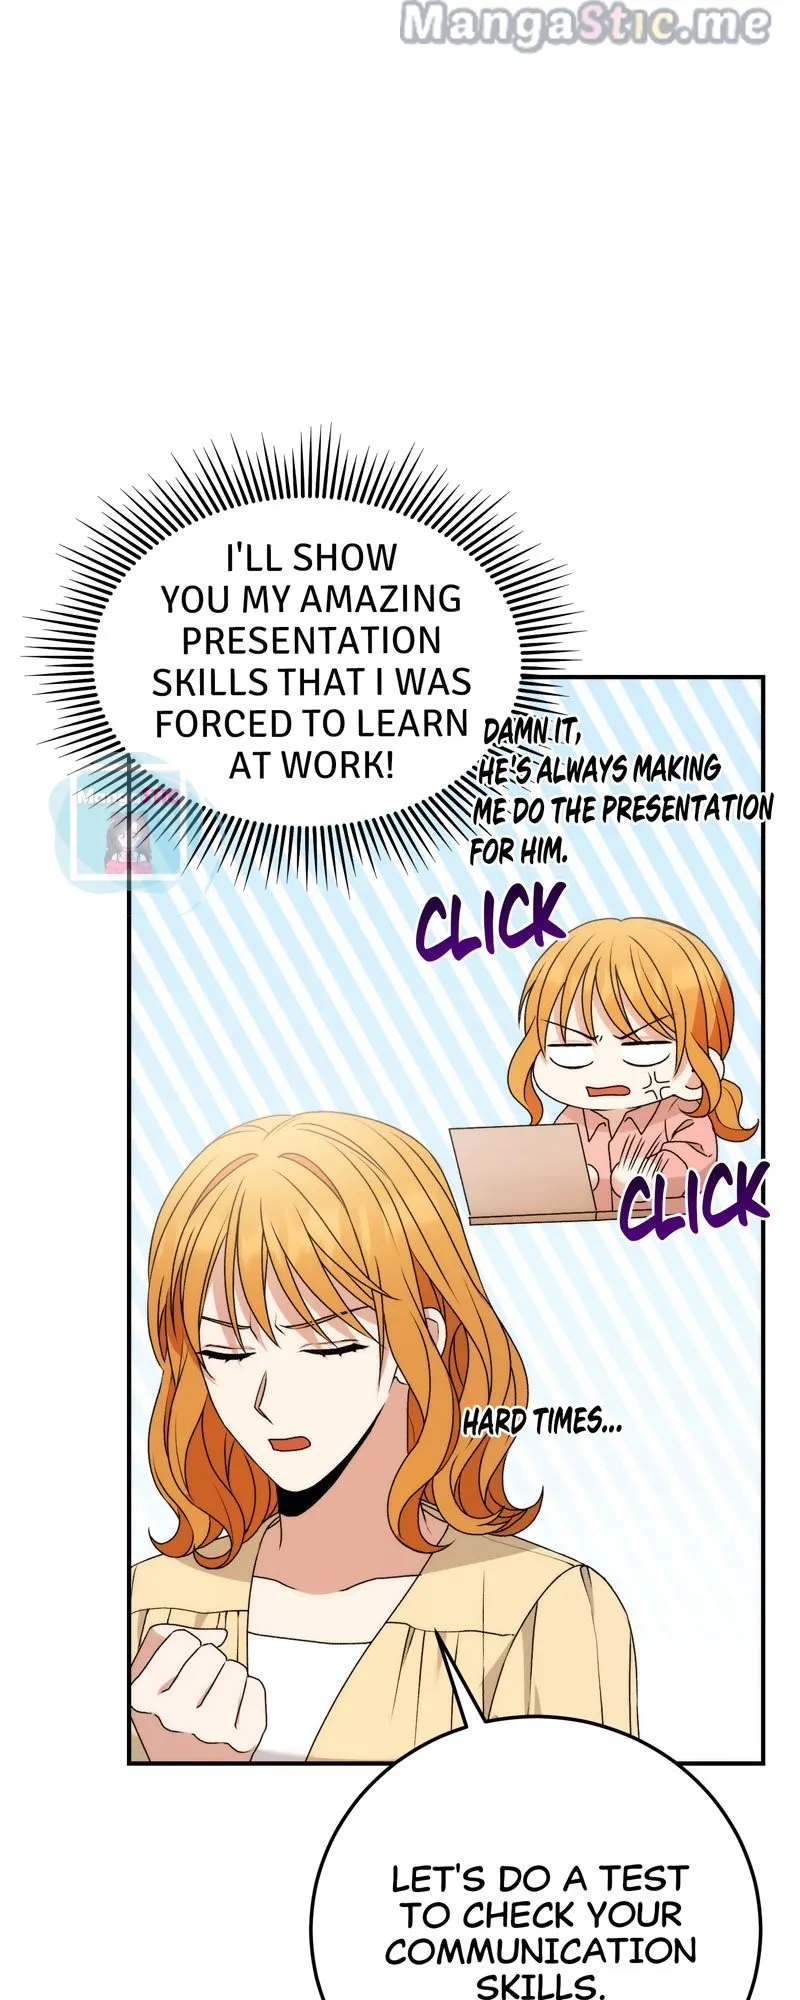 MangaStic.me
I'LL SHOW
YOU MY AMAZING
PRESENTATION
SKILLS THAT I WAS
FORCED TO LEARN
AT WORK!
DAMN IT,
HE'S ALWAYS MAKING
ME DO THE PRESENTATION
FOR HIM.
MangaSTIC
CLICK
CLICK
HARD TIMES...
LET'S DO A TEST
TO CHECK YOUR
COMMUNICATION
SKILLS.